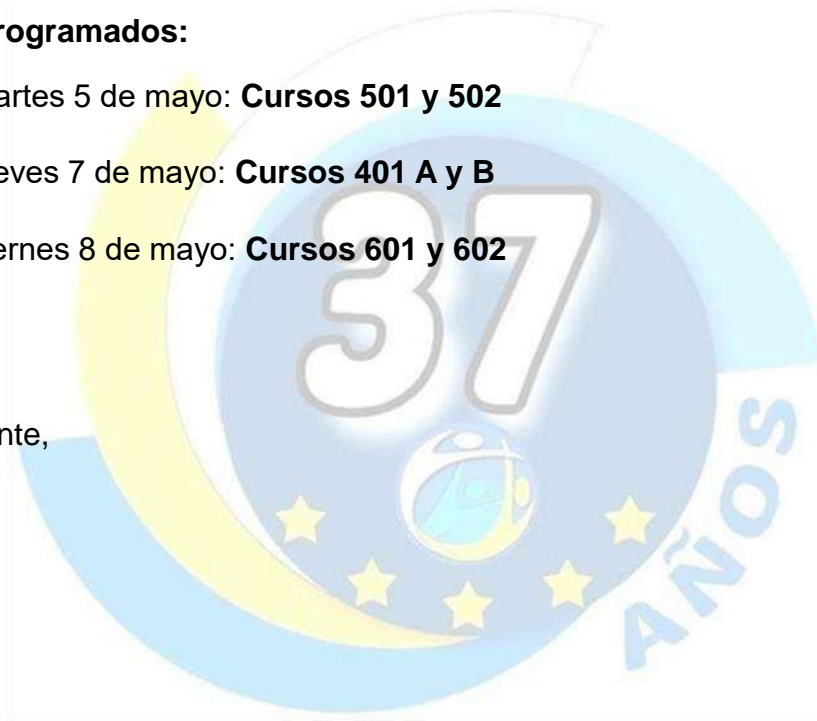 rogramados:
artes 5 de mayo: Cursos 501 y 502
eves 7 de mayo: Cursos 401 A y B
ernes 8 de mayo: Cursos 601 y 602
37
nte,
AÑOS